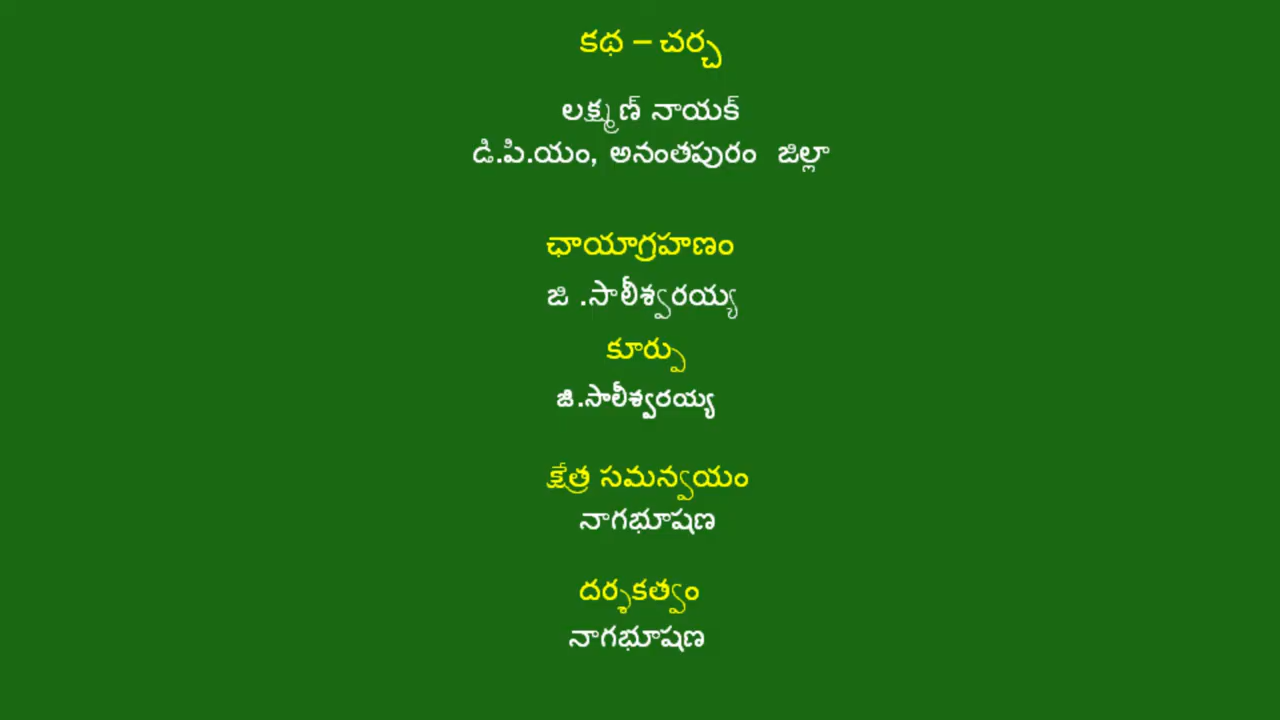 కథ – చర్చ
లక్ష్మణ్ నాయక్
డి.పి.యం, అనంతపురం జిల్లా
ఛాయాగ్రహణం
జి .సాలీశ్వరయ్య
కూర్పు
జి.సాలీశ్వరయ్య
క్షేత్ర సమన్వయం
నాగభూషణ
దర్శకత్వం
నాగభూషణ